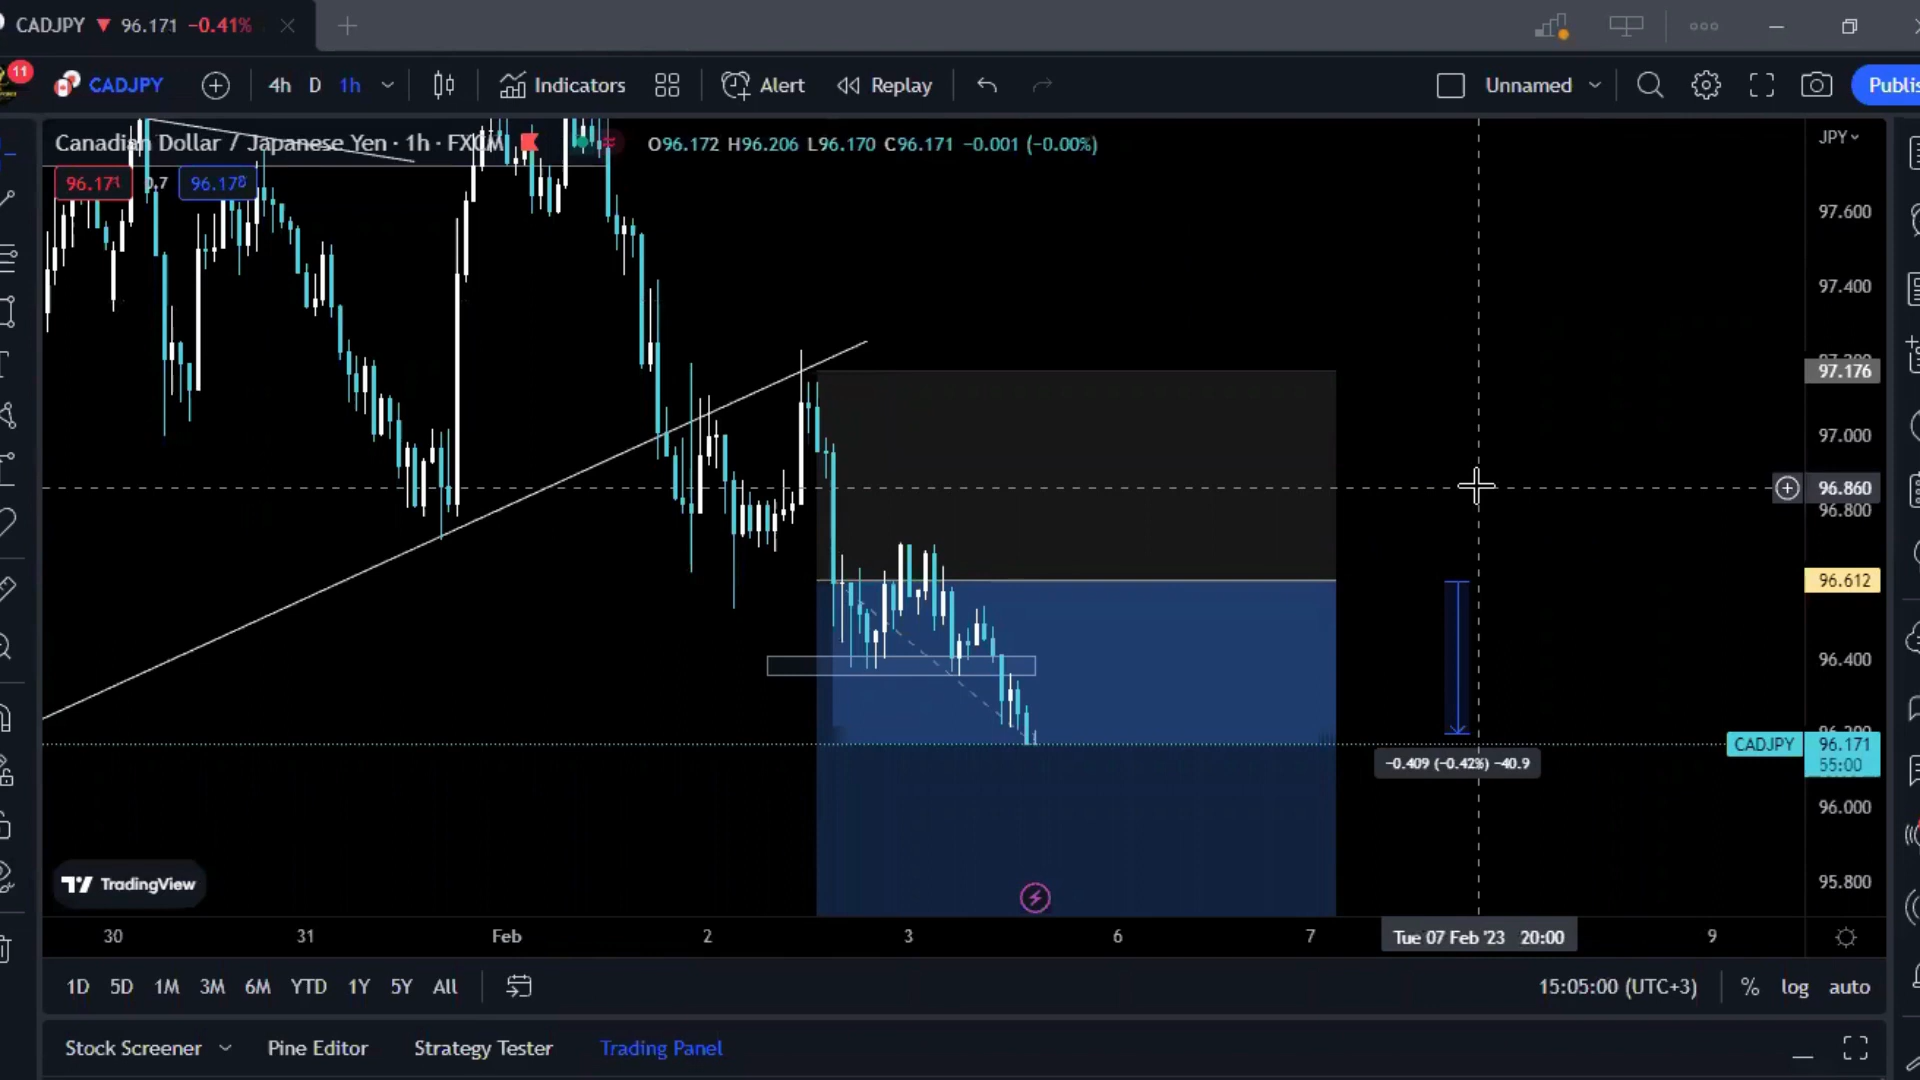 CADJPY ▼ 96.171 −0.41%
11 CADJPY 4h D 1h Indicators Alert Replay Unnamed Publis
Canadian Dollar / Japanese Yen · 1h · FXCM O96.172 H96.206 L96.170 C96.171 −0.001 (−0.00%)
JPY
96.171 0.7 96.178
97.600
97.400
97.176
97.000
96.860
96.800
96.612
96.400
CADJPY 96.171
55:00
−0.409 (−0.42%) −40.9
96.000
95.800
TradingView
30 31 Feb 2 3 6 7 Tue 07 Feb '23 20:00 9
1D 5D 1M 3M 6M YTD 1Y 5Y All 15:05:00 (UTC+3) % log auto
Stock Screener Pine Editor Strategy Tester Trading Panel